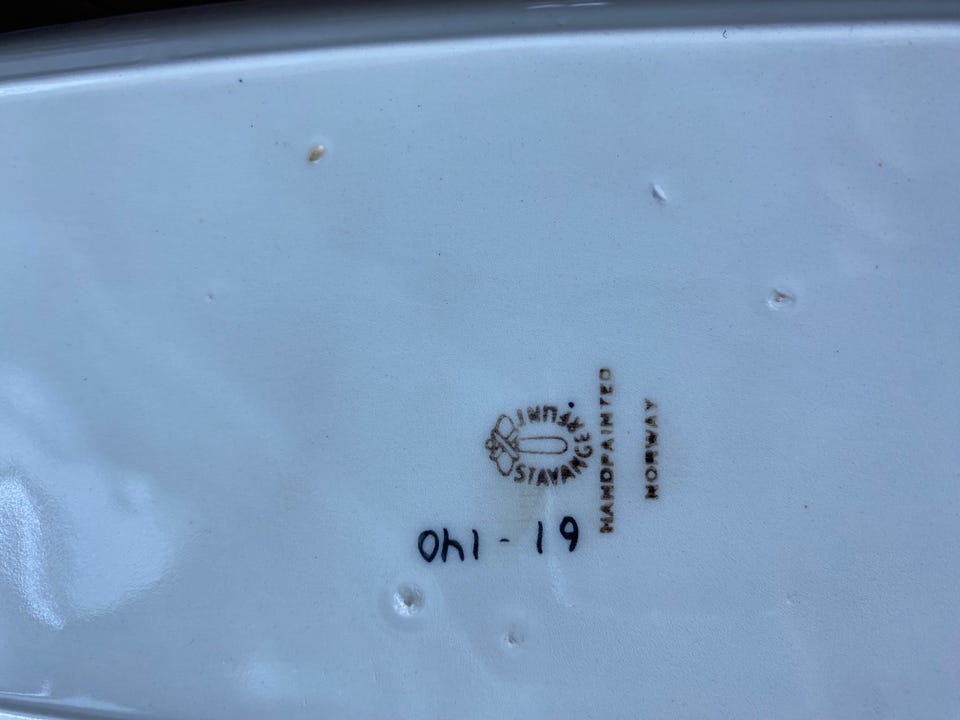 STAVANGERFLINT
HANDPAINTED
NORWAY
61 - 140